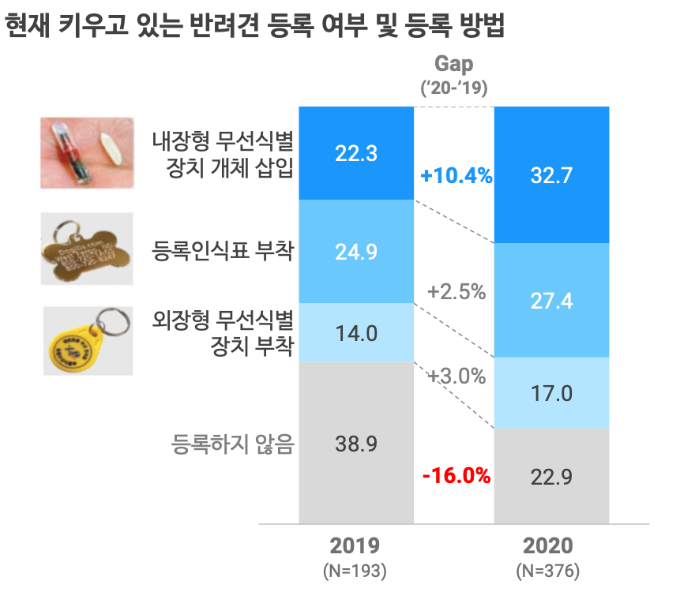 현재 키우고 있는 반려견 등록 여부 및 등록 방법
Gap
(‘20-’19)
내장형 무선식별
장치 개체 삽입
22.3
+10.4%
32.7
등록인식표 부착
24.9
+2.5%
27.4
외장형 무선식별
장치 부착
14.0
+3.0%
17.0
등록하지 않음
38.9
-16.0%
22.9
2019
(N=193)
2020
(N=376)